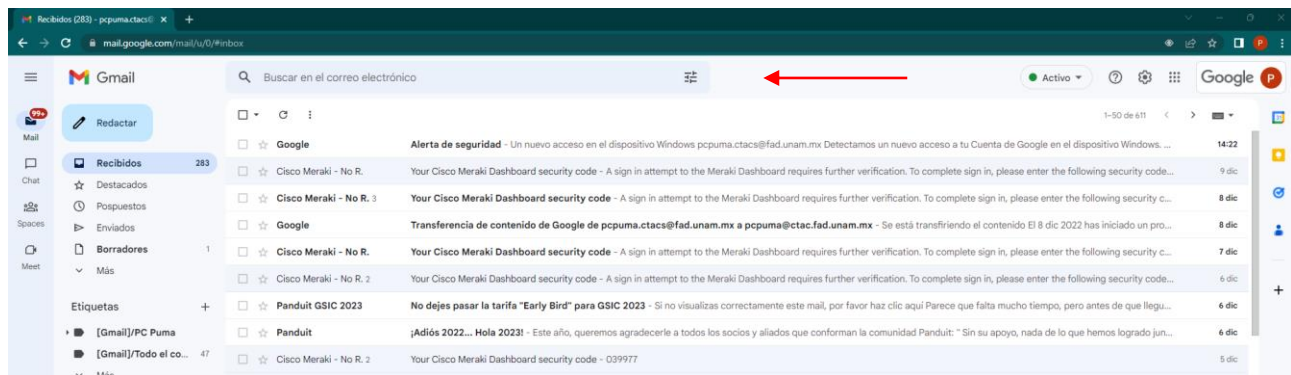 Recibidos (283) - pcpuma.ctacs@
mail.google.com/mail/u/0/#inbox
Gmail
Buscar en el correo electrónico
Activo
Google
P
99+
Mail
Chat
Spaces
Meet
Redactar
Recibidos 283
Destacados
Pospuestos
Enviados
Borradores 1
Más
Etiquetas +
[Gmail]/PC Puma
[Gmail]/Todo el co... 47
1–50 de 611
Google Alerta de seguridad - Un nuevo acceso en el dispositivo Windows pcpuma.ctacs@fad.unam.mx Detectamos un nuevo acceso a tu Cuenta de Google en el dispositivo Windows. ... 14:22
Cisco Meraki - No R. Your Cisco Meraki Dashboard security code - A sign in attempt to the Meraki Dashboard requires further verification. To complete sign in, please enter the following security code... 9 dic
Cisco Meraki - No R. 3 Your Cisco Meraki Dashboard security code - A sign in attempt to the Meraki Dashboard requires further verification. To complete sign in, please enter the following security c... 8 dic
Google Transferencia de contenido de Google de pcpuma.ctacs@fad.unam.mx a pcpuma@ctac.fad.unam.mx - Se está transfiriendo el contenido El 8 dic 2022 has iniciado un pro... 8 dic
Cisco Meraki - No R. Your Cisco Meraki Dashboard security code - A sign in attempt to the Meraki Dashboard requires further verification. To complete sign in, please enter the following security c... 7 dic
Cisco Meraki - No R. 2 Your Cisco Meraki Dashboard security code - A sign in attempt to the Meraki Dashboard requires further verification. To complete sign in, please enter the following security code... 6 dic
Panduit GSIC 2023 No dejes pasar la tarifa "Early Bird" para GSIC 2023 - Si no visualizas correctamente este mail, por favor haz clic aquí Parece que falta mucho tiempo, pero antes de que llegu... 6 dic
Panduit ¡Adiós 2022... Hola 2023! - Este año, queremos agradecerle a todos los socios y aliados que conforman la comunidad Panduit: " Sin su apoyo, nada de lo que hemos logrado jun... 6 dic
Cisco Meraki - No R. 2 Your Cisco Meraki Dashboard security code - 039977 5 dic